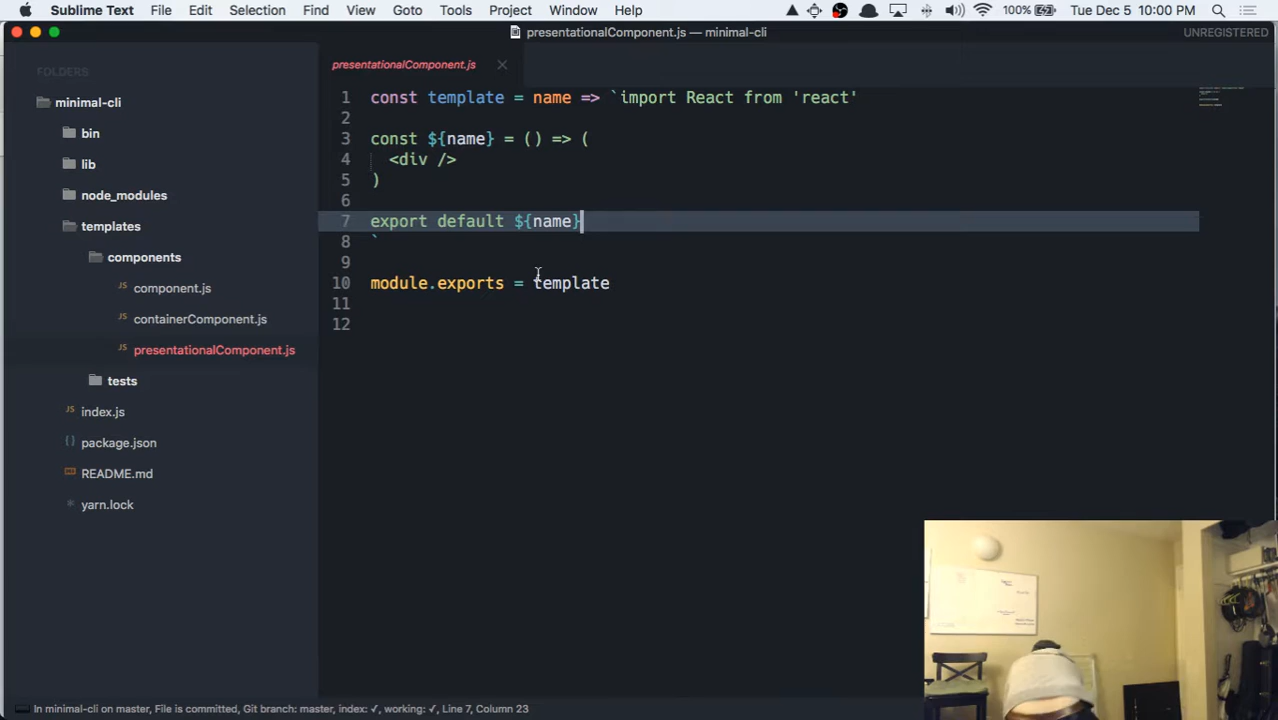 Sublime Text File Edit Selection Find View Goto Tools Project Window Help 100% Tue Dec 5 10:00 PM
presentationalComponent.js — minimal-cli UNREGISTERED
FOLDERS
minimal-cli
bin
lib
node_modules
templates
components
component.js
containerComponent.js
presentationalComponent.js
tests
index.js
package.json
README.md
yarn.lock
presentationalComponent.js
1 const template = name => `import React from 'react'
2
3 const ${name} = () => (
4 <div />
5 )
6
7 export default ${name}
8 `
9
10 module.exports = template
11
12
In minimal-cli on master, File is committed, Git branch: master, index: ✓, working: ✓, Line 7, Column 23